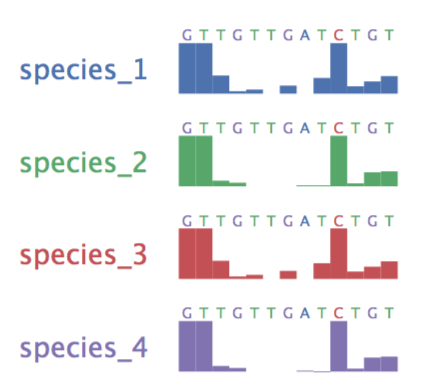 G T T G T T G A T C T G T
species_1
G T T G T T G A T C T G T
species_2
G T T G T T G A T C T G T
species_3
G T T G T T G A T C T G T
species_4